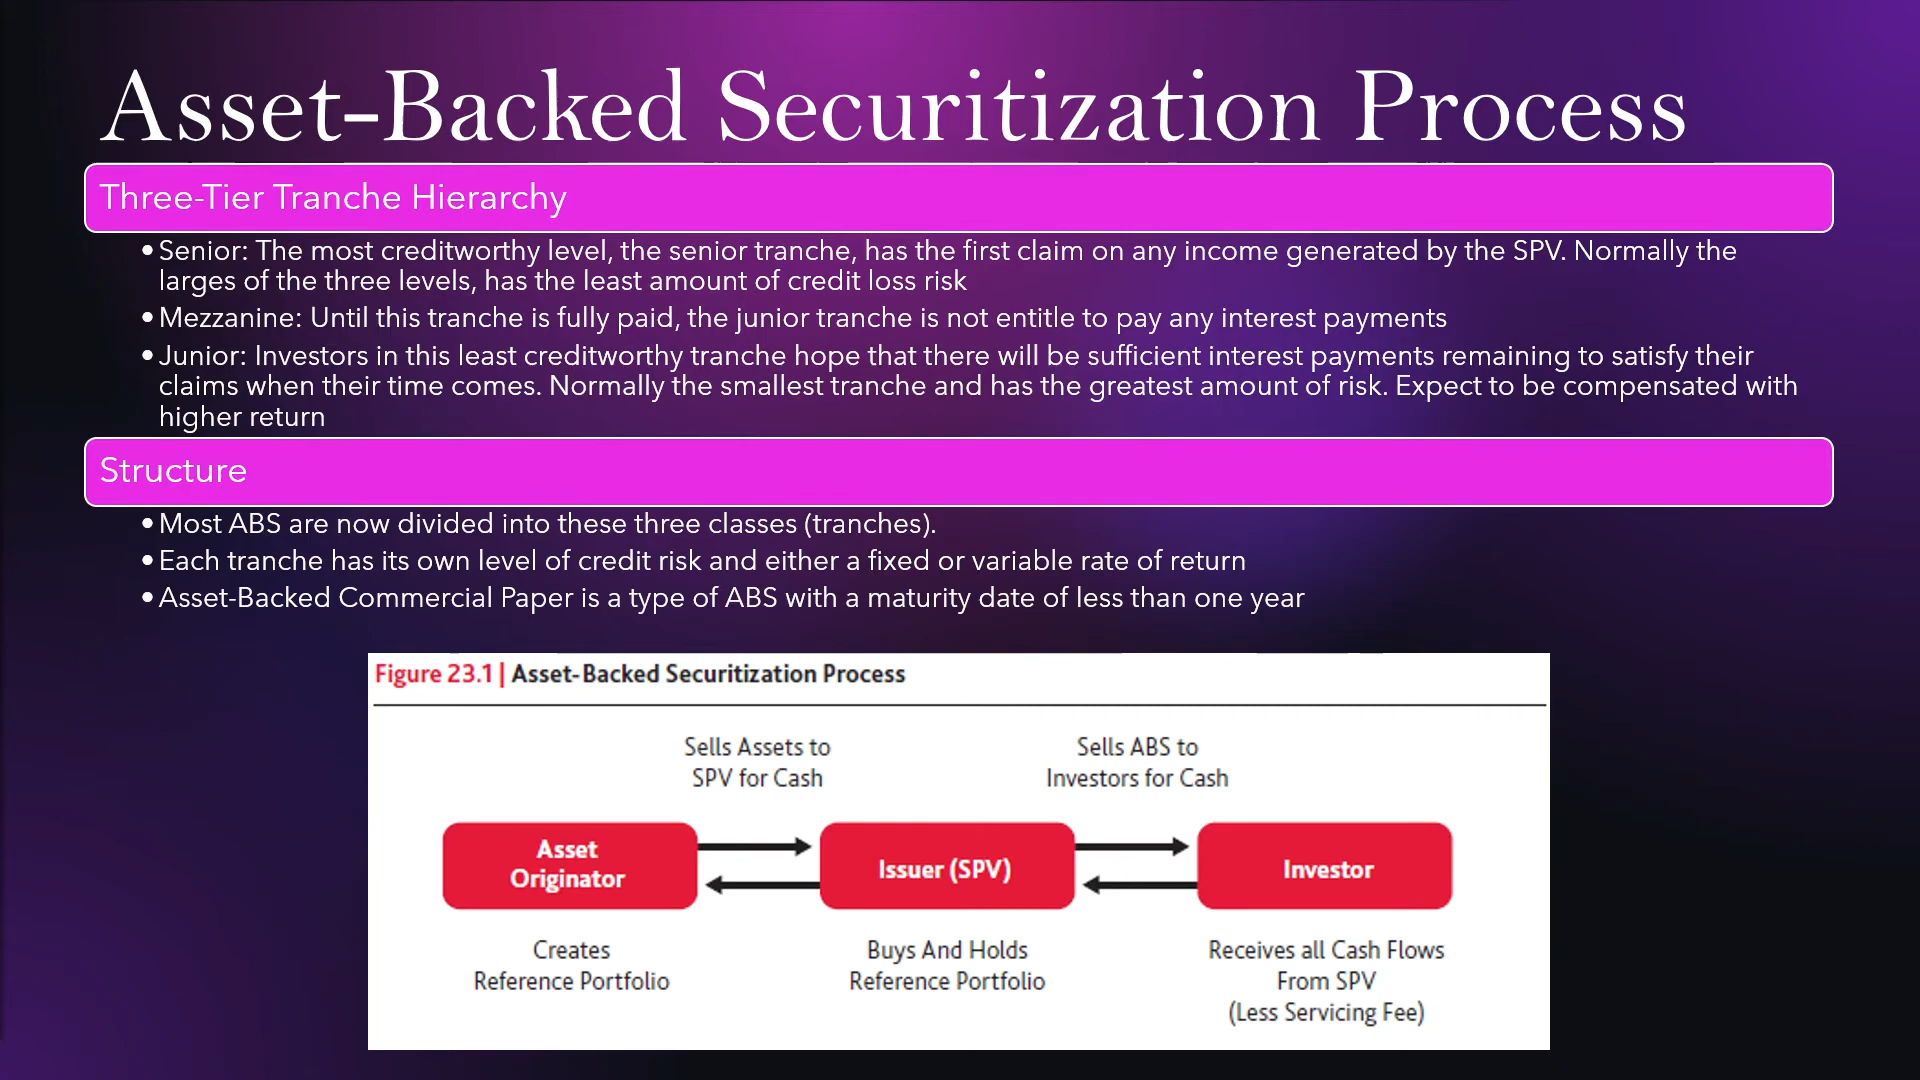 Asset-Backed Securitization Process
Three-Tier Tranche Hierarchy
•Senior: The most creditworthy level, the senior tranche, has the first claim on any income generated by the SPV. Normally the
larges of the three levels, has the least amount of credit loss risk
•Mezzanine: Until this tranche is fully paid, the junior tranche is not entitle to pay any interest payments
•Junior: Investors in this least creditworthy tranche hope that there will be sufficient interest payments remaining to satisfy their
claims when their time comes. Normally the smallest tranche and has the greatest amount of risk. Expect to be compensated with
higher return
Structure
•Most ABS are now divided into these three classes (tranches).
•Each tranche has its own level of credit risk and either a fixed or variable rate of return
•Asset-Backed Commercial Paper is a type of ABS with a maturity date of less than one year
Figure 23.1 | Asset-Backed Securitization Process
Sells Assets to
SPV for Cash
Sells ABS to
Investors for Cash
Asset
Originator
Issuer (SPV)
Investor
Creates
Reference Portfolio
Buys And Holds
Reference Portfolio
Receives all Cash Flows
From SPV
(Less Servicing Fee)